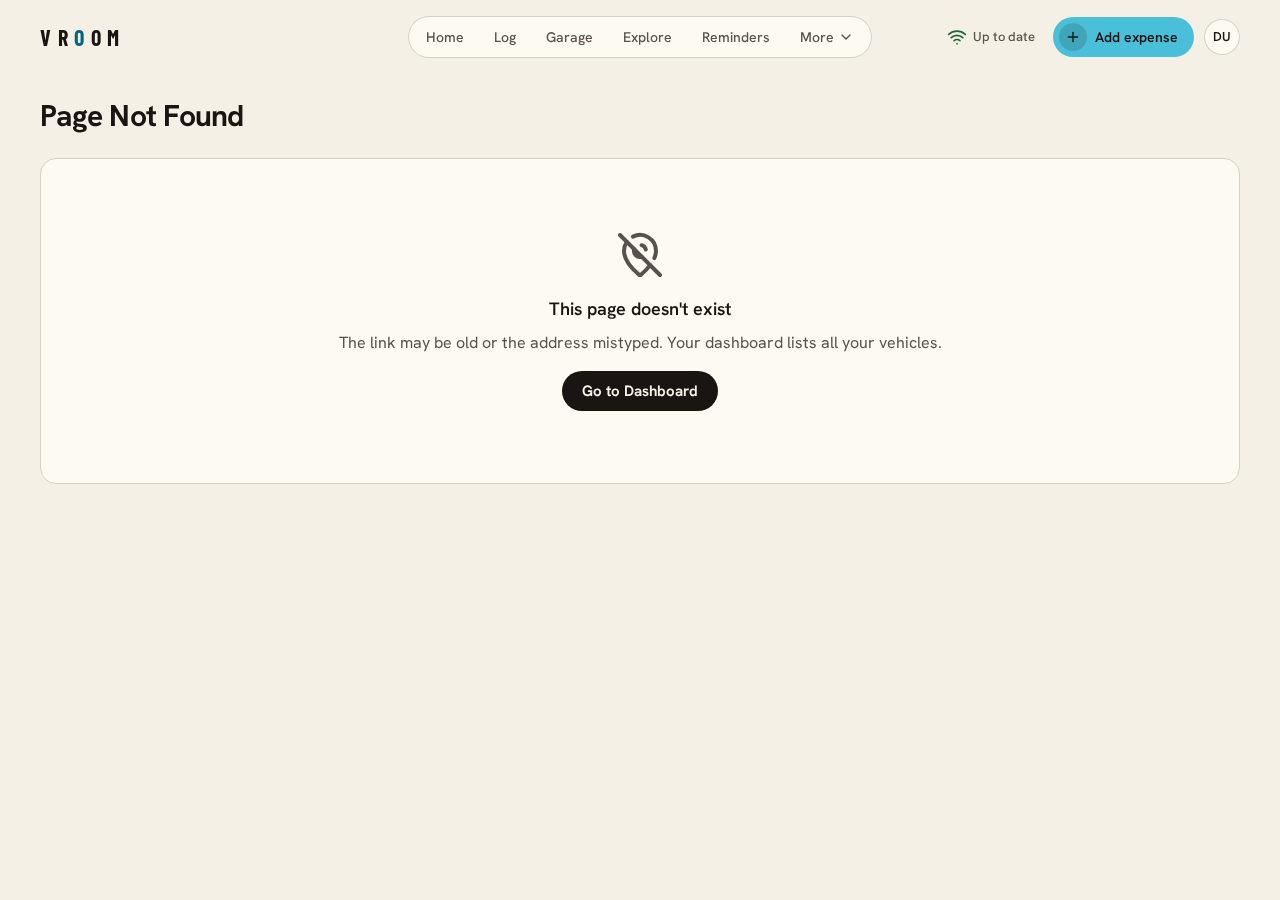 VROOM
Home Log Garage Explore Reminders More
Up to date
Add expense
DU
Page Not Found
This page doesn't exist
The link may be old or the address mistyped. Your dashboard lists all your vehicles.
Go to Dashboard